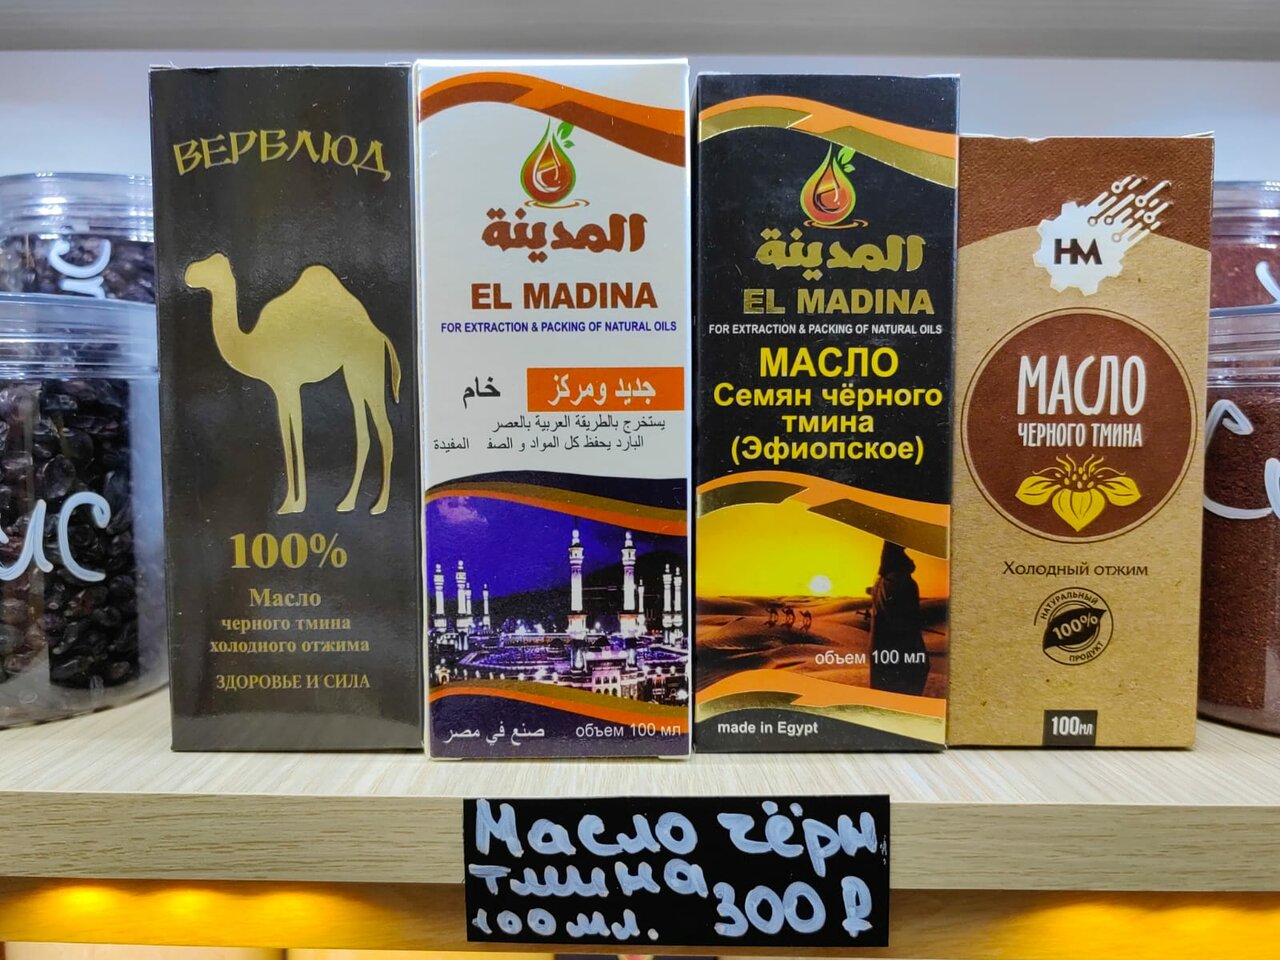 ВЕРБЛЮД
100%
Масло
черного тмина
холодного отжима
ЗДОРОВЬЕ И СИЛА
المدينة
EL MADINA
FOR EXTRACTION & PACKING OF NATURAL OILS
خام جديد ومركز
يستخرج بالطريقة العربية بالعصر
البارد يحفظ كل المواد و الصف المفيدة
صنع في مصر
объем 100 мл
المدينة
EL MADINA
FOR EXTRACTION & PACKING OF NATURAL OILS
МАСЛО
Семян чёрного
тмина
(Эфиопское)
объем 100 мл
made in Egypt
НМ
МАСЛО
ЧЕРНОГО ТМИНА
Холодный отжим
НАТУРАЛЬНЫЙ
100%
ПРОДУКТ
100мл
Масло чёрн.
тмина
100мл. 300 ₽